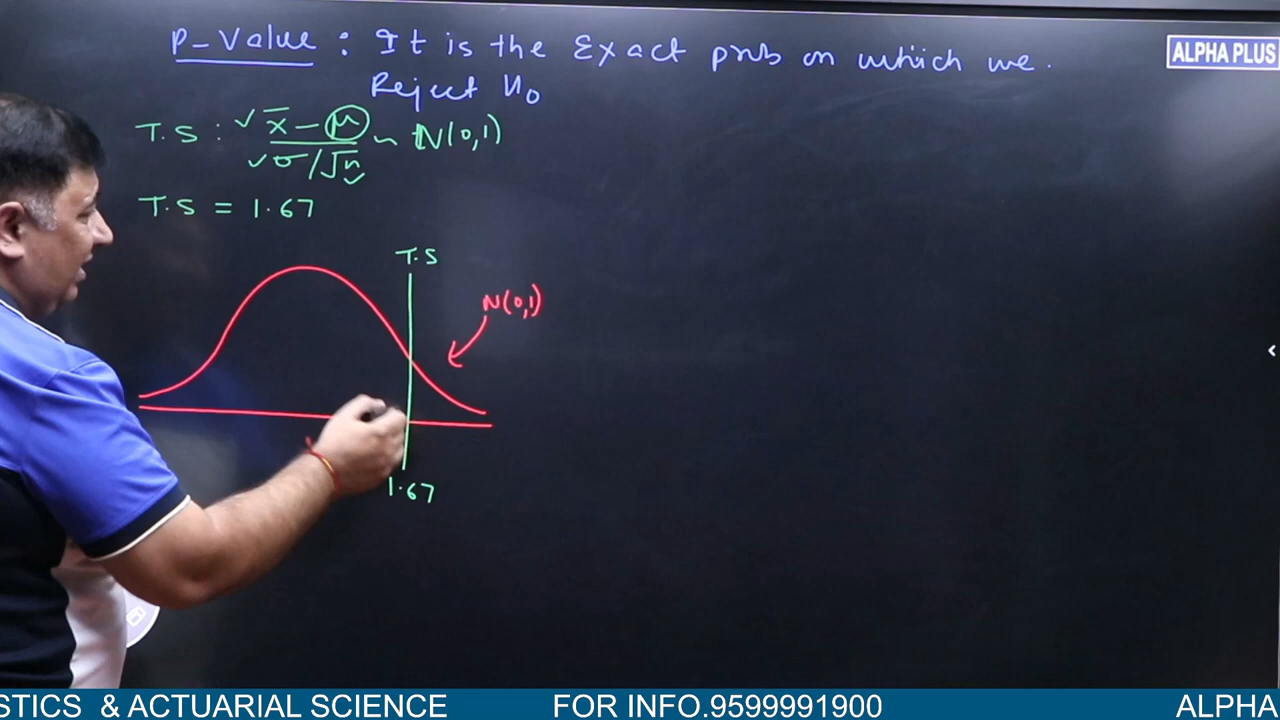 P-Value : It is the Exact prob on which we.
ALPHA PLUS
Reject H0
T.S : x̄ - μ / σ/√n ~ N(0,1)
T.S = 1.67
T.S
N(0,1)
1.67
STICS & ACTUARIAL SCIENCE FOR INFO.9599991900 ALPHA